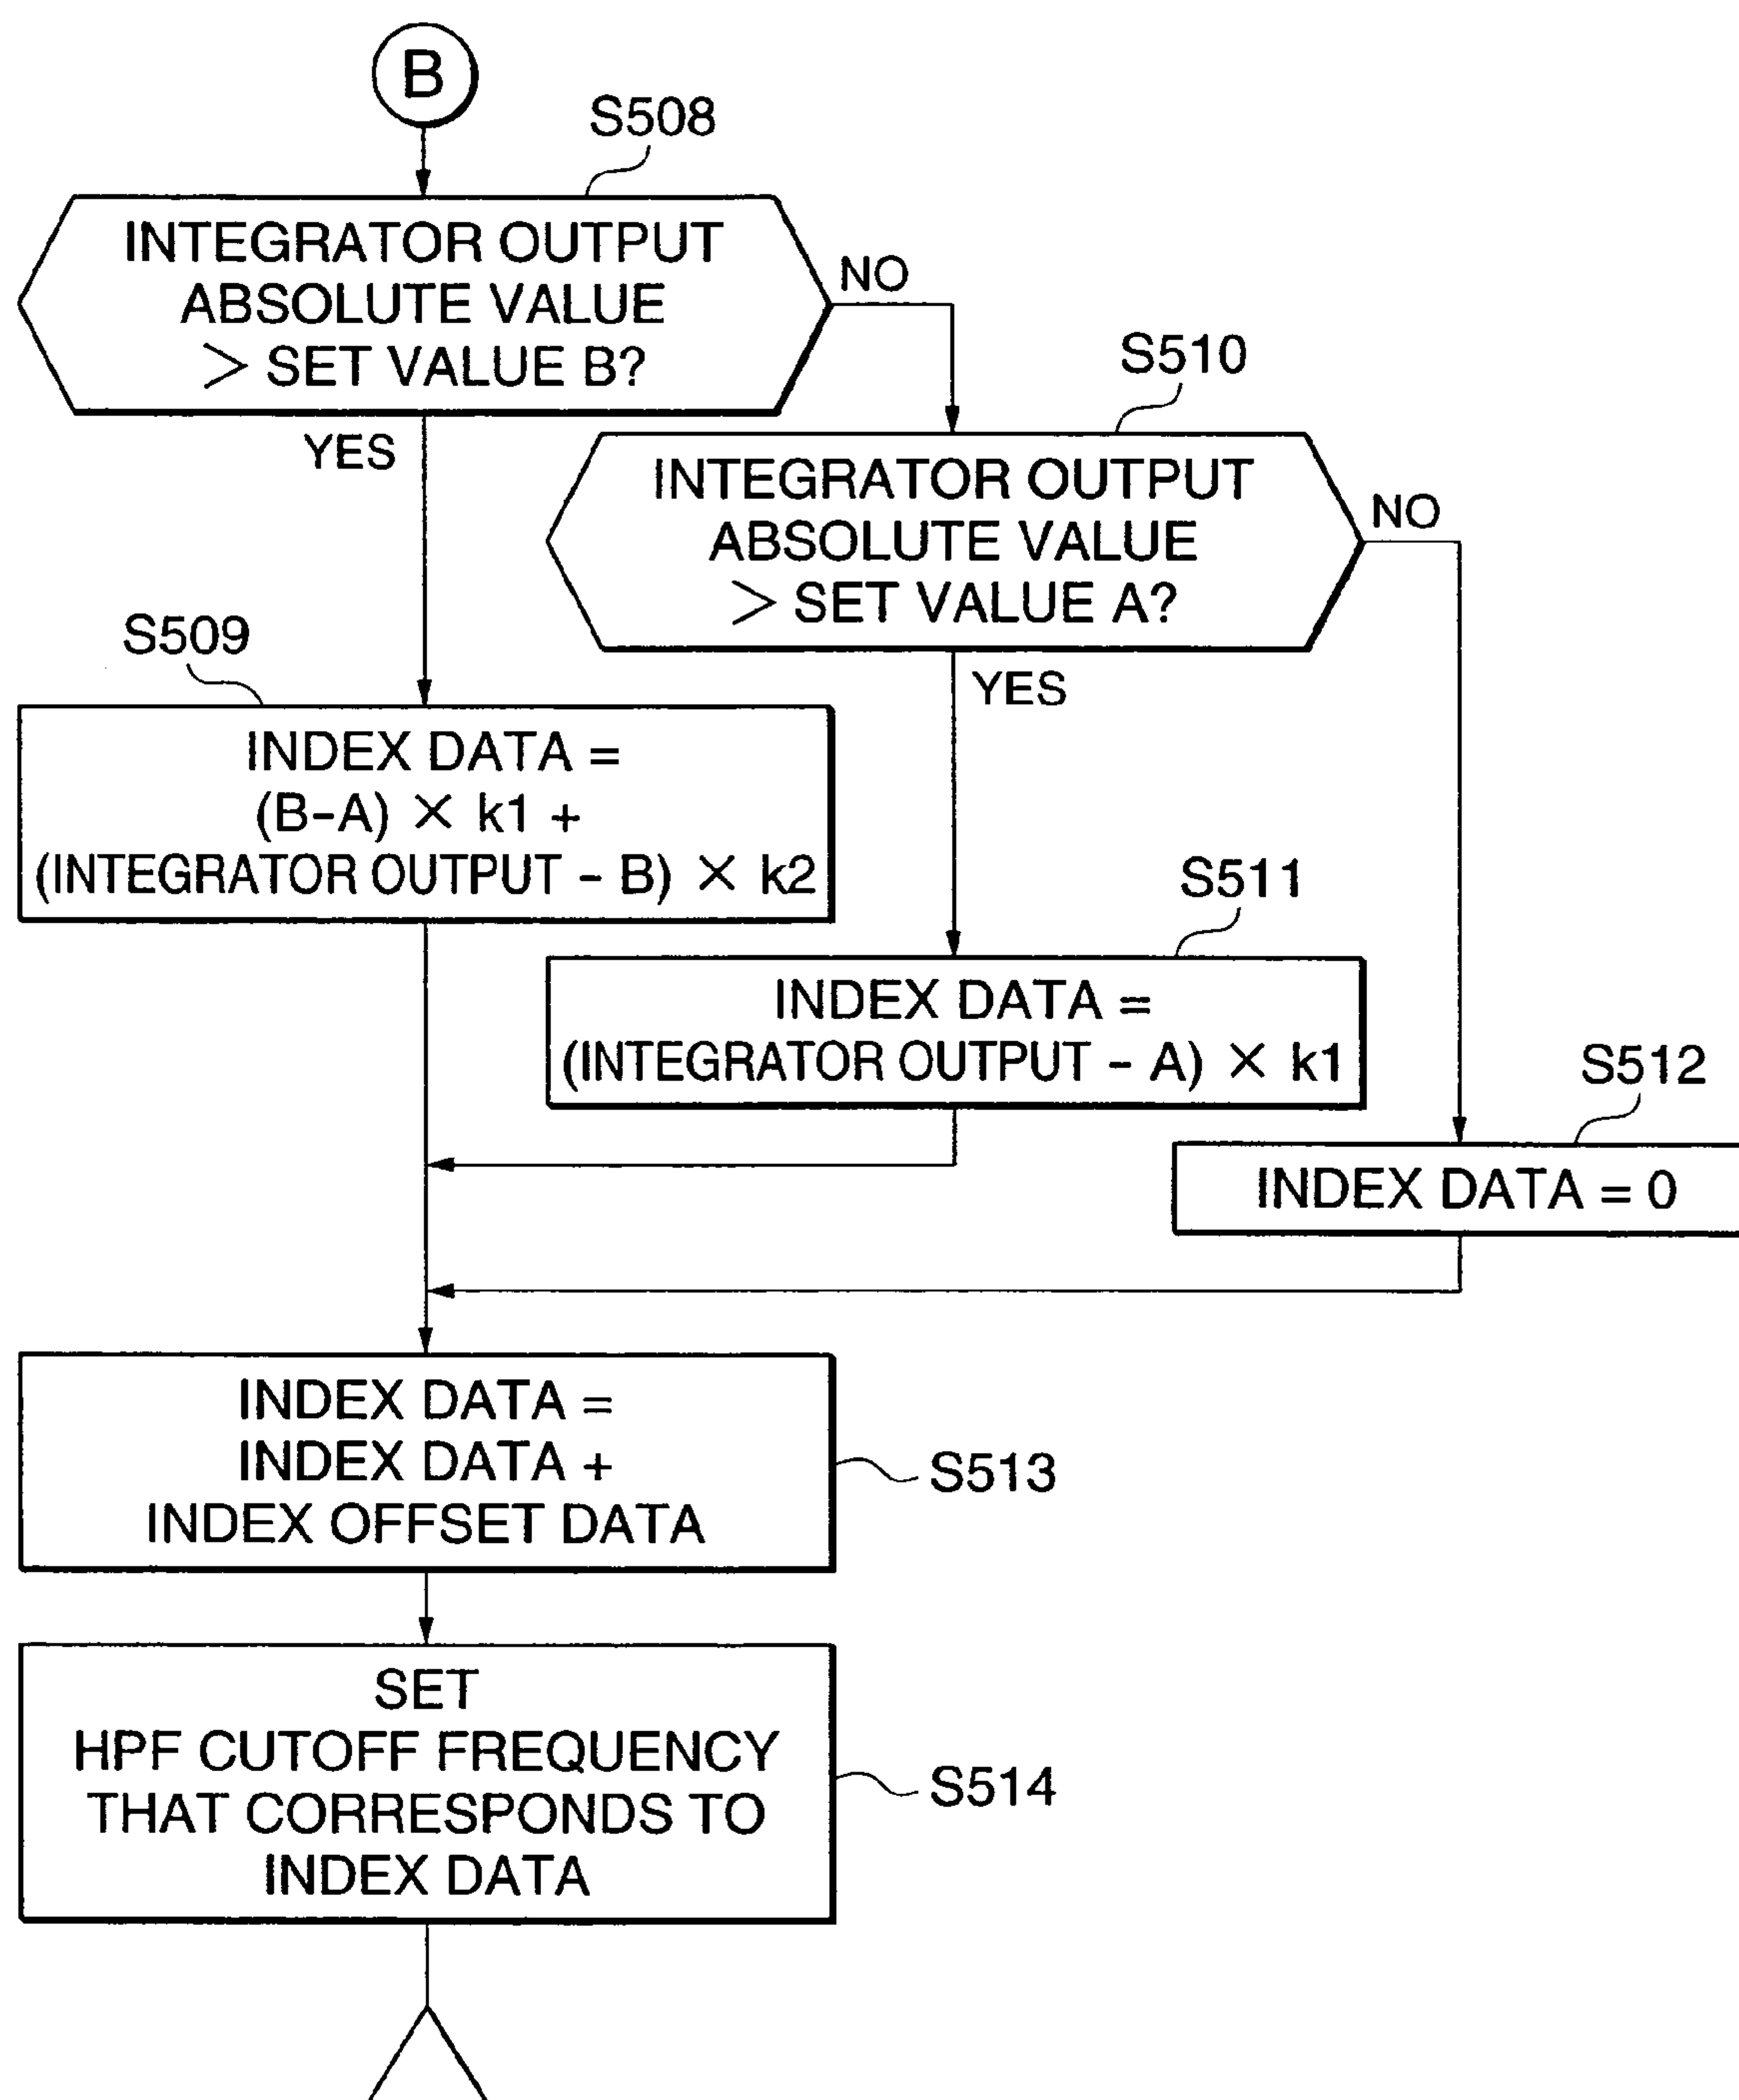 B
S508
INTEGRATOR OUTPUT
ABSOLUTE VALUE
> SET VALUE B?
NO
YES
S510
INTEGRATOR OUTPUT
ABSOLUTE VALUE
> SET VALUE A?
NO
YES
S509
INDEX DATA =
(B-A) × k1 +
(INTEGRATOR OUTPUT - B) × k2
S511
INDEX DATA =
(INTEGRATOR OUTPUT - A) × k1
S512
INDEX DATA = 0
INDEX DATA =
INDEX DATA +
INDEX OFFSET DATA
S513
SET
HPF CUTOFF FREQUENCY
THAT CORRESPONDS TO
INDEX DATA
S514